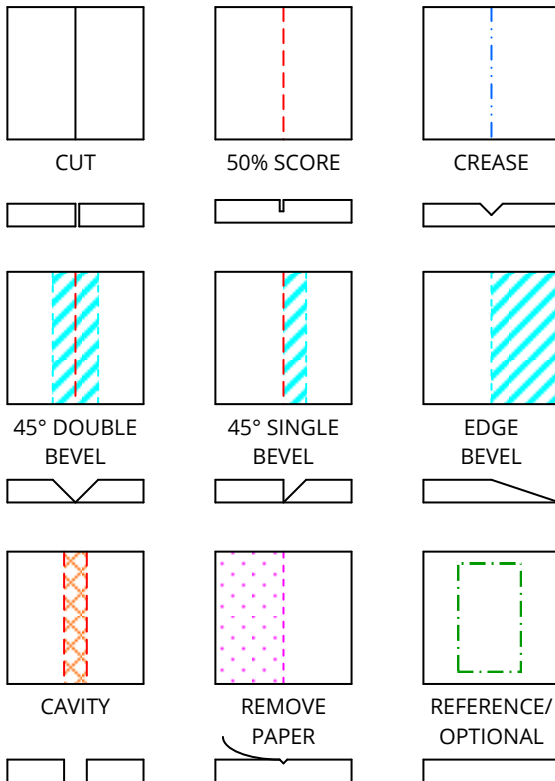 CUT
50% SCORE
CREASE
45° DOUBLE
BEVEL
45° SINGLE
BEVEL
EDGE
BEVEL
CAVITY
REMOVE
PAPER
REFERENCE/
OPTIONAL